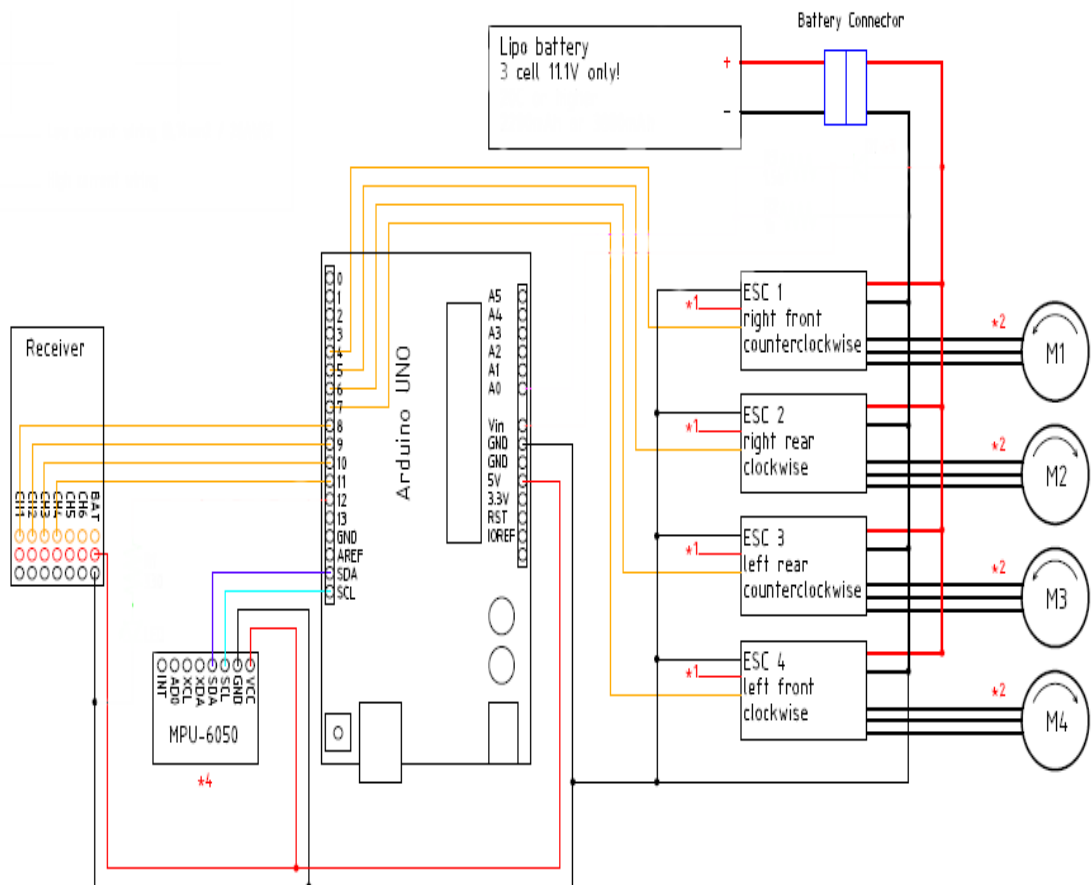 Battery Connector
Lipo battery
3 cell 11.1V only!
+
-
Receiver
CH1
CH2
CH3
CH4
CH5
CH6
BAT
Arduino UNO
0
1
2
3
4
5
6
7
8
9
10
11
12
13
GND
AREF
SDA
SCL
A5
A4
A3
A2
A1
A0
Vin
GND
GND
5V
3.3V
RST
IOREF
INT
AD0
XCL
XDA
SDA
SCL
GND
VCC
MPU-6050
*4
ESC 1
right front
counterclockwise
*1
*2
M1
ESC 2
right rear
clockwise
*1
*2
M2
ESC 3
left rear
counterclockwise
*1
*2
M3
ESC 4
left front
clockwise
*1
*2
M4